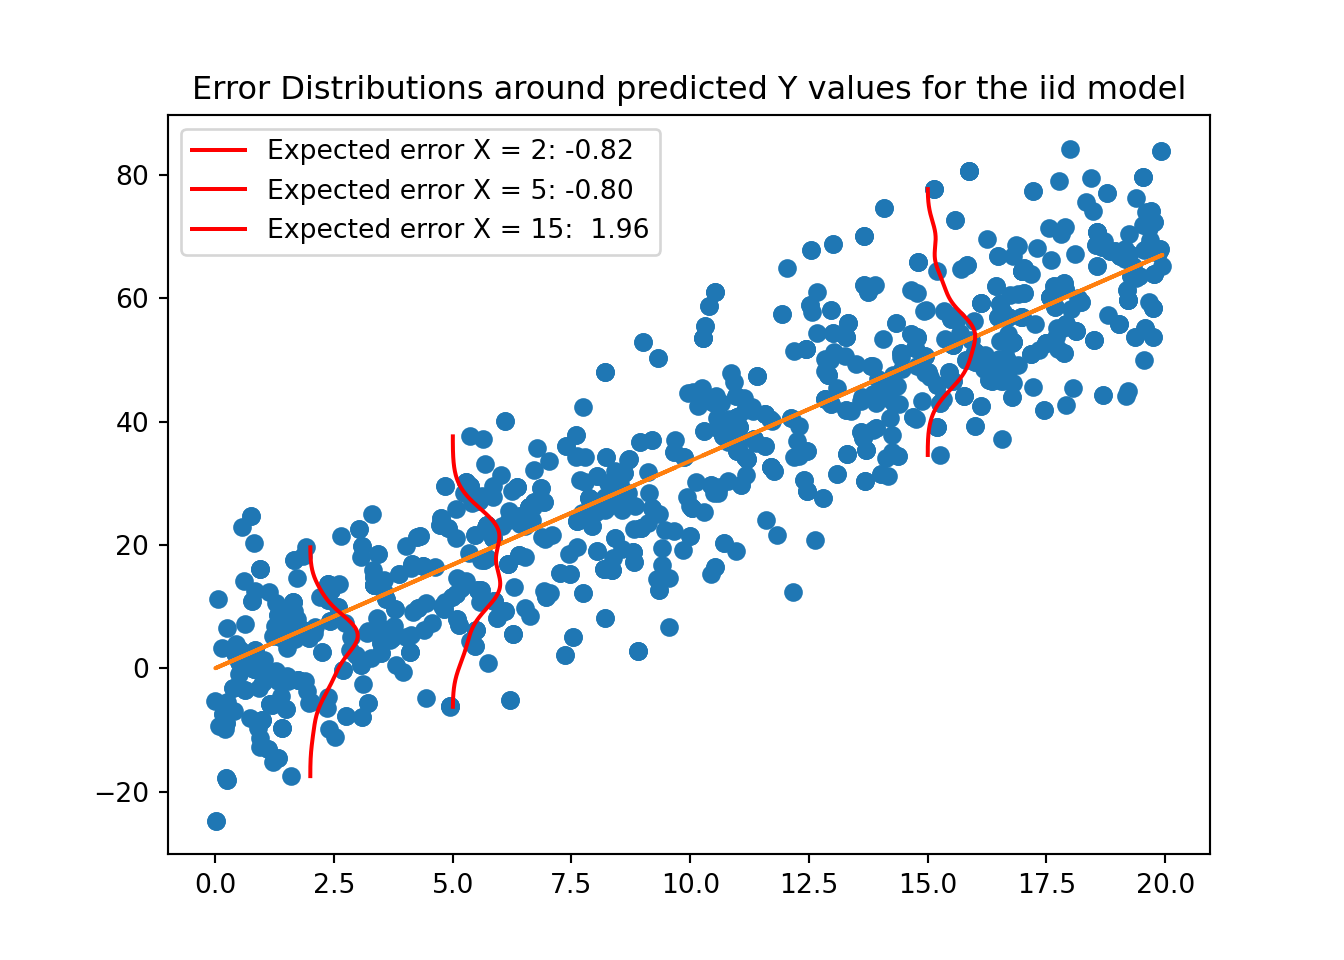 Error Distributions around predicted Y values for the iid model
Expected error X = 2: -0.82
Expected error X = 5: -0.80
Expected error X = 15:  1.96
80
60
40
20
0
−20
0.0 2.5 5.0 7.5 10.0 12.5 15.0 17.5 20.0